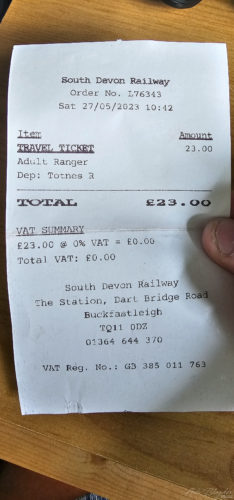 South Devon Railway
Order No. L76343
Sat 27/05/2023 10:42
Item Amount
TRAVEL TICKET 23.00
Adult Ranger
Dep: Totnes R
TOTAL £23.00
VAT SUMMARY
£23.00 @ 0% VAT = £0.00
Total VAT: £0.00
South Devon Railway
The Station, Dart Bridge Road
Buckfastleigh
TQ11 0DZ
01364 644 370
VAT Reg. No.: GB 385 011 763